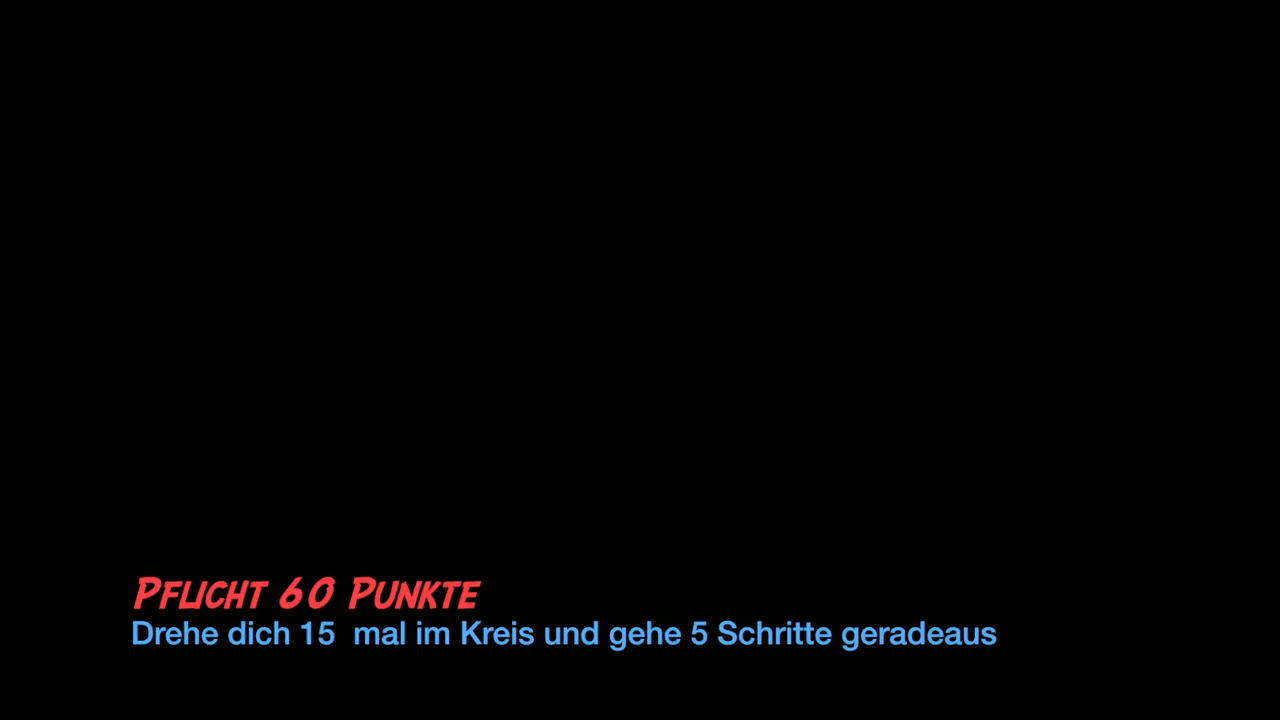 Pflicht 60 Punkte
Drehe dich 15  mal im Kreis und gehe 5 Schritte geradeaus